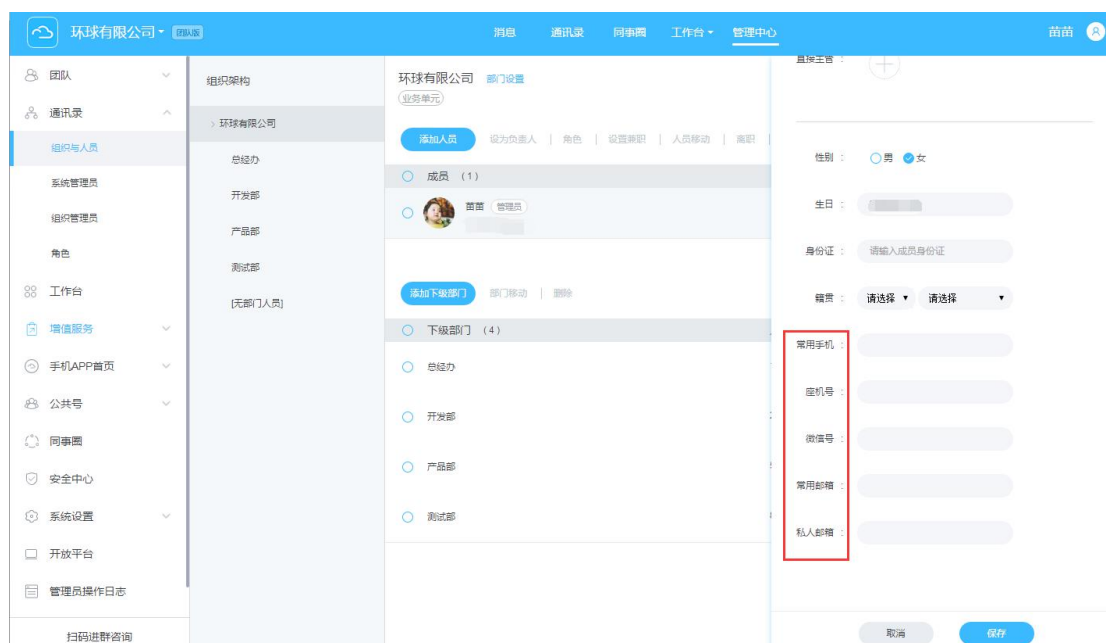 环球有限公司 团队版 消息 通讯录 同事圈 工作台 管理中心 苗苗
团队
通讯录
组织与人员
系统管理员
组织管理员
角色
工作台
增值服务
手机APP首页
公共号
同事圈
安全中心
系统设置
开放平台
管理员操作日志
扫码进群咨询
组织架构
环球有限公司
总经办
开发部
产品部
测试部
[无部门人员]
环球有限公司 部门设置
业务单元
添加人员 设为负责人 | 角色 | 设置兼职 | 人员移动 | 离职 |
成员 (1)
苗苗 管理员
添加下级部门 部门移动 | 删除
下级部门 (4)
总经办
开发部
产品部
测试部
直接主管 :
性别 : 男 女
生日 :
身份证 : 请输入成员身份证
籍贯 : 请选择 请选择
常用手机 :
座机号 :
微信号 :
常用邮箱 :
私人邮箱 :
取消 保存